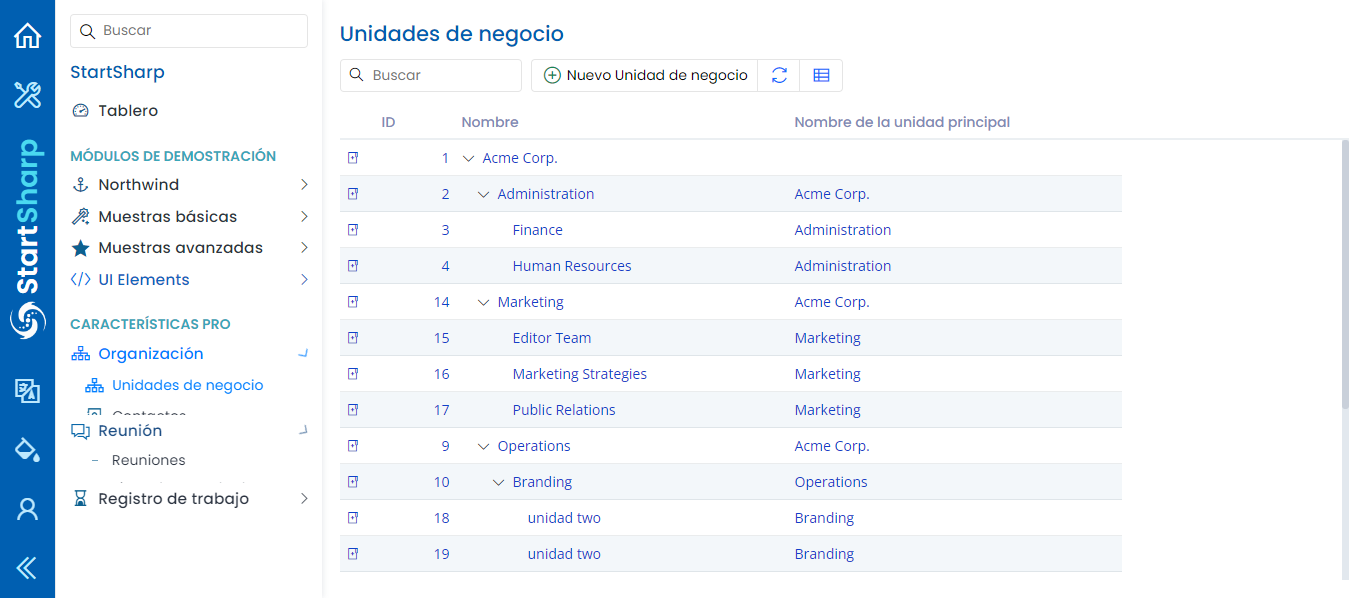 StartSharp
Buscar
StartSharp
Tablero
MÓDULOS DE DEMOSTRACIÓN
Northwind
Muestras básicas
Muestras avanzadas
UI Elements
CARACTERÍSTICAS PRO
Organización
Unidades de negocio
Contactos
Reunión
Reuniones
Registro de trabajo
Unidades de negocio
Buscar
Nuevo Unidad de negocio
ID Nombre Nombre de la unidad principal
1 Acme Corp.
2 Administration Acme Corp.
3 Finance Administration
4 Human Resources Administration
14 Marketing Acme Corp.
15 Editor Team Marketing
16 Marketing Strategies Marketing
17 Public Relations Marketing
9 Operations Acme Corp.
10 Branding Operations
18 unidad two Branding
19 unidad two Branding